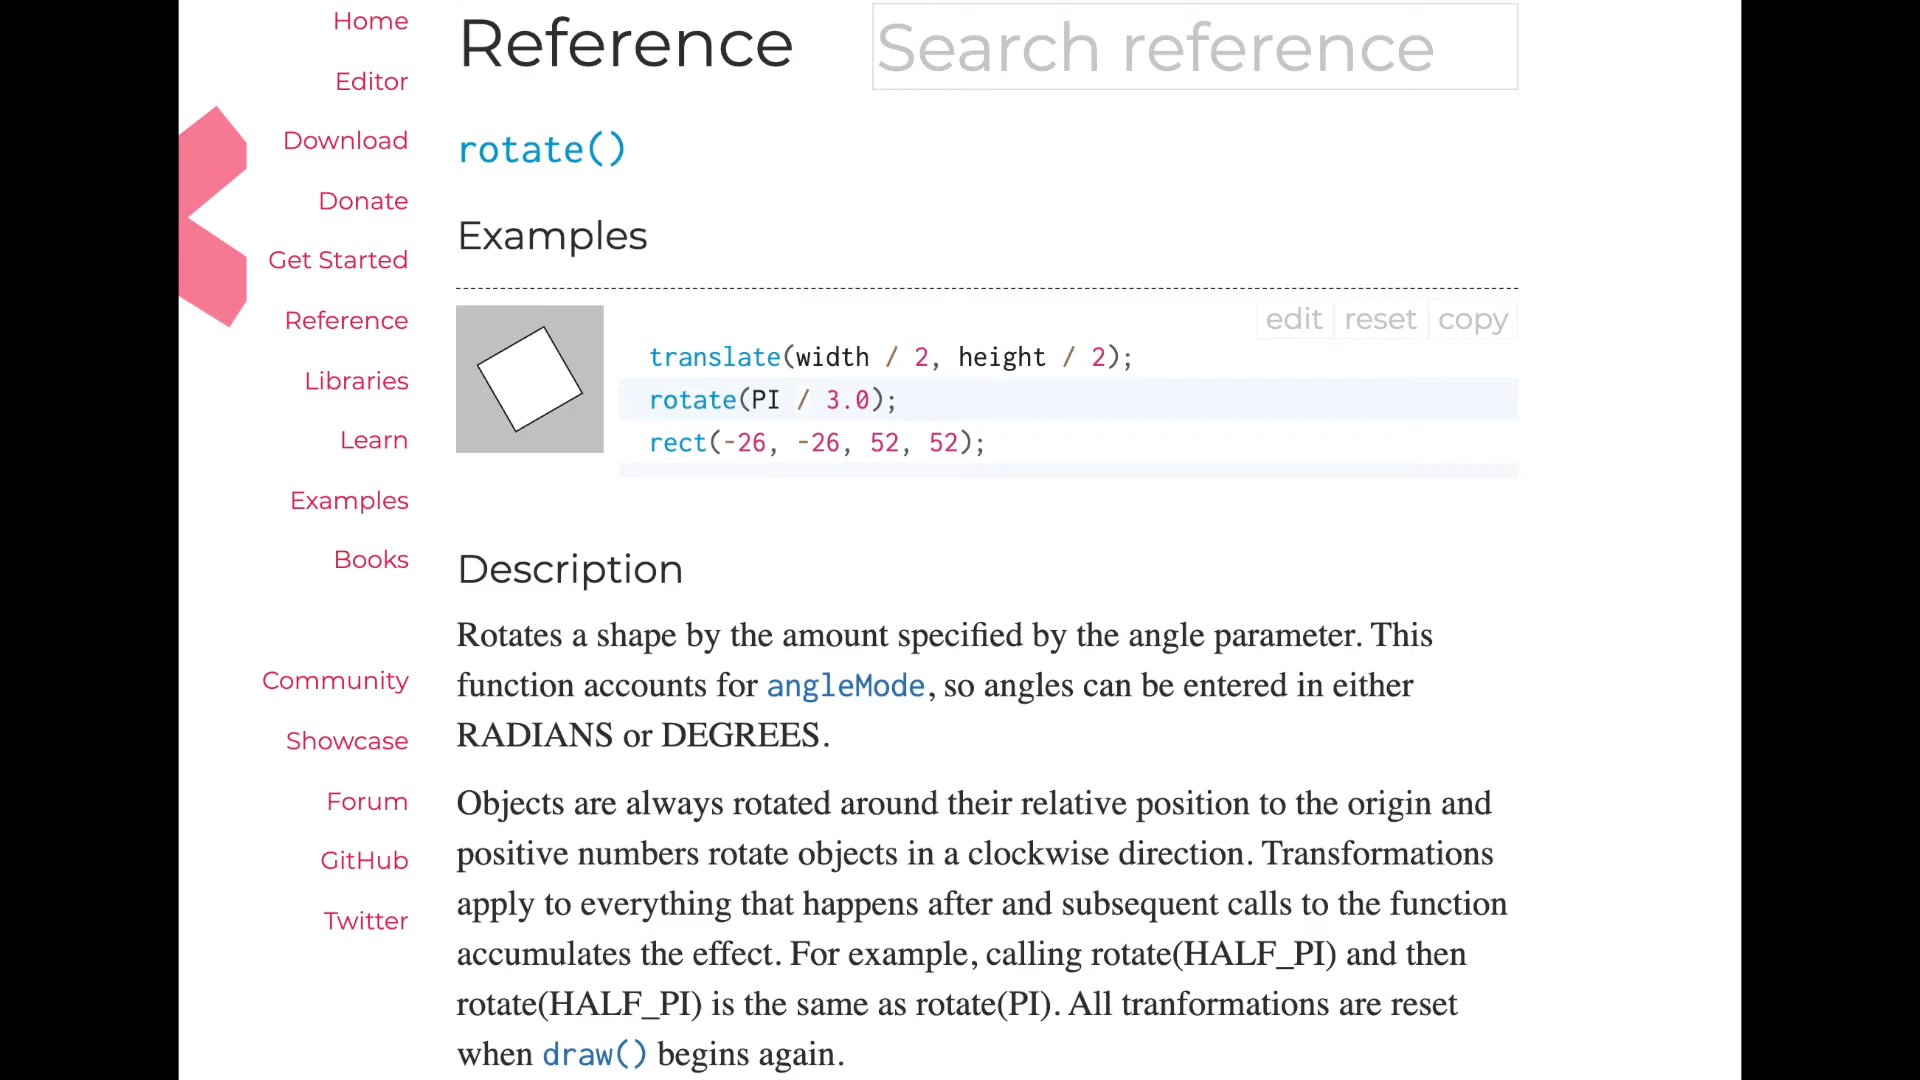 Home
Editor
Download
Donate
Get Started
Reference
Libraries
Learn
Examples
Books
Community
Showcase
Forum
GitHub
Twitter
Reference
Search reference
rotate()
Examples
edit reset copy
translate(width / 2, height / 2);
rotate(PI / 3.0);
rect(-26, -26, 52, 52);
Description
Rotates a shape by the amount specified by the angle parameter. This
function accounts for angleMode, so angles can be entered in either
RADIANS or DEGREES.
Objects are always rotated around their relative position to the origin and
positive numbers rotate objects in a clockwise direction. Transformations
apply to everything that happens after and subsequent calls to the function
accumulates the effect. For example, calling rotate(HALF_PI) and then
rotate(HALF_PI) is the same as rotate(PI). All tranformations are reset
when draw() begins again.